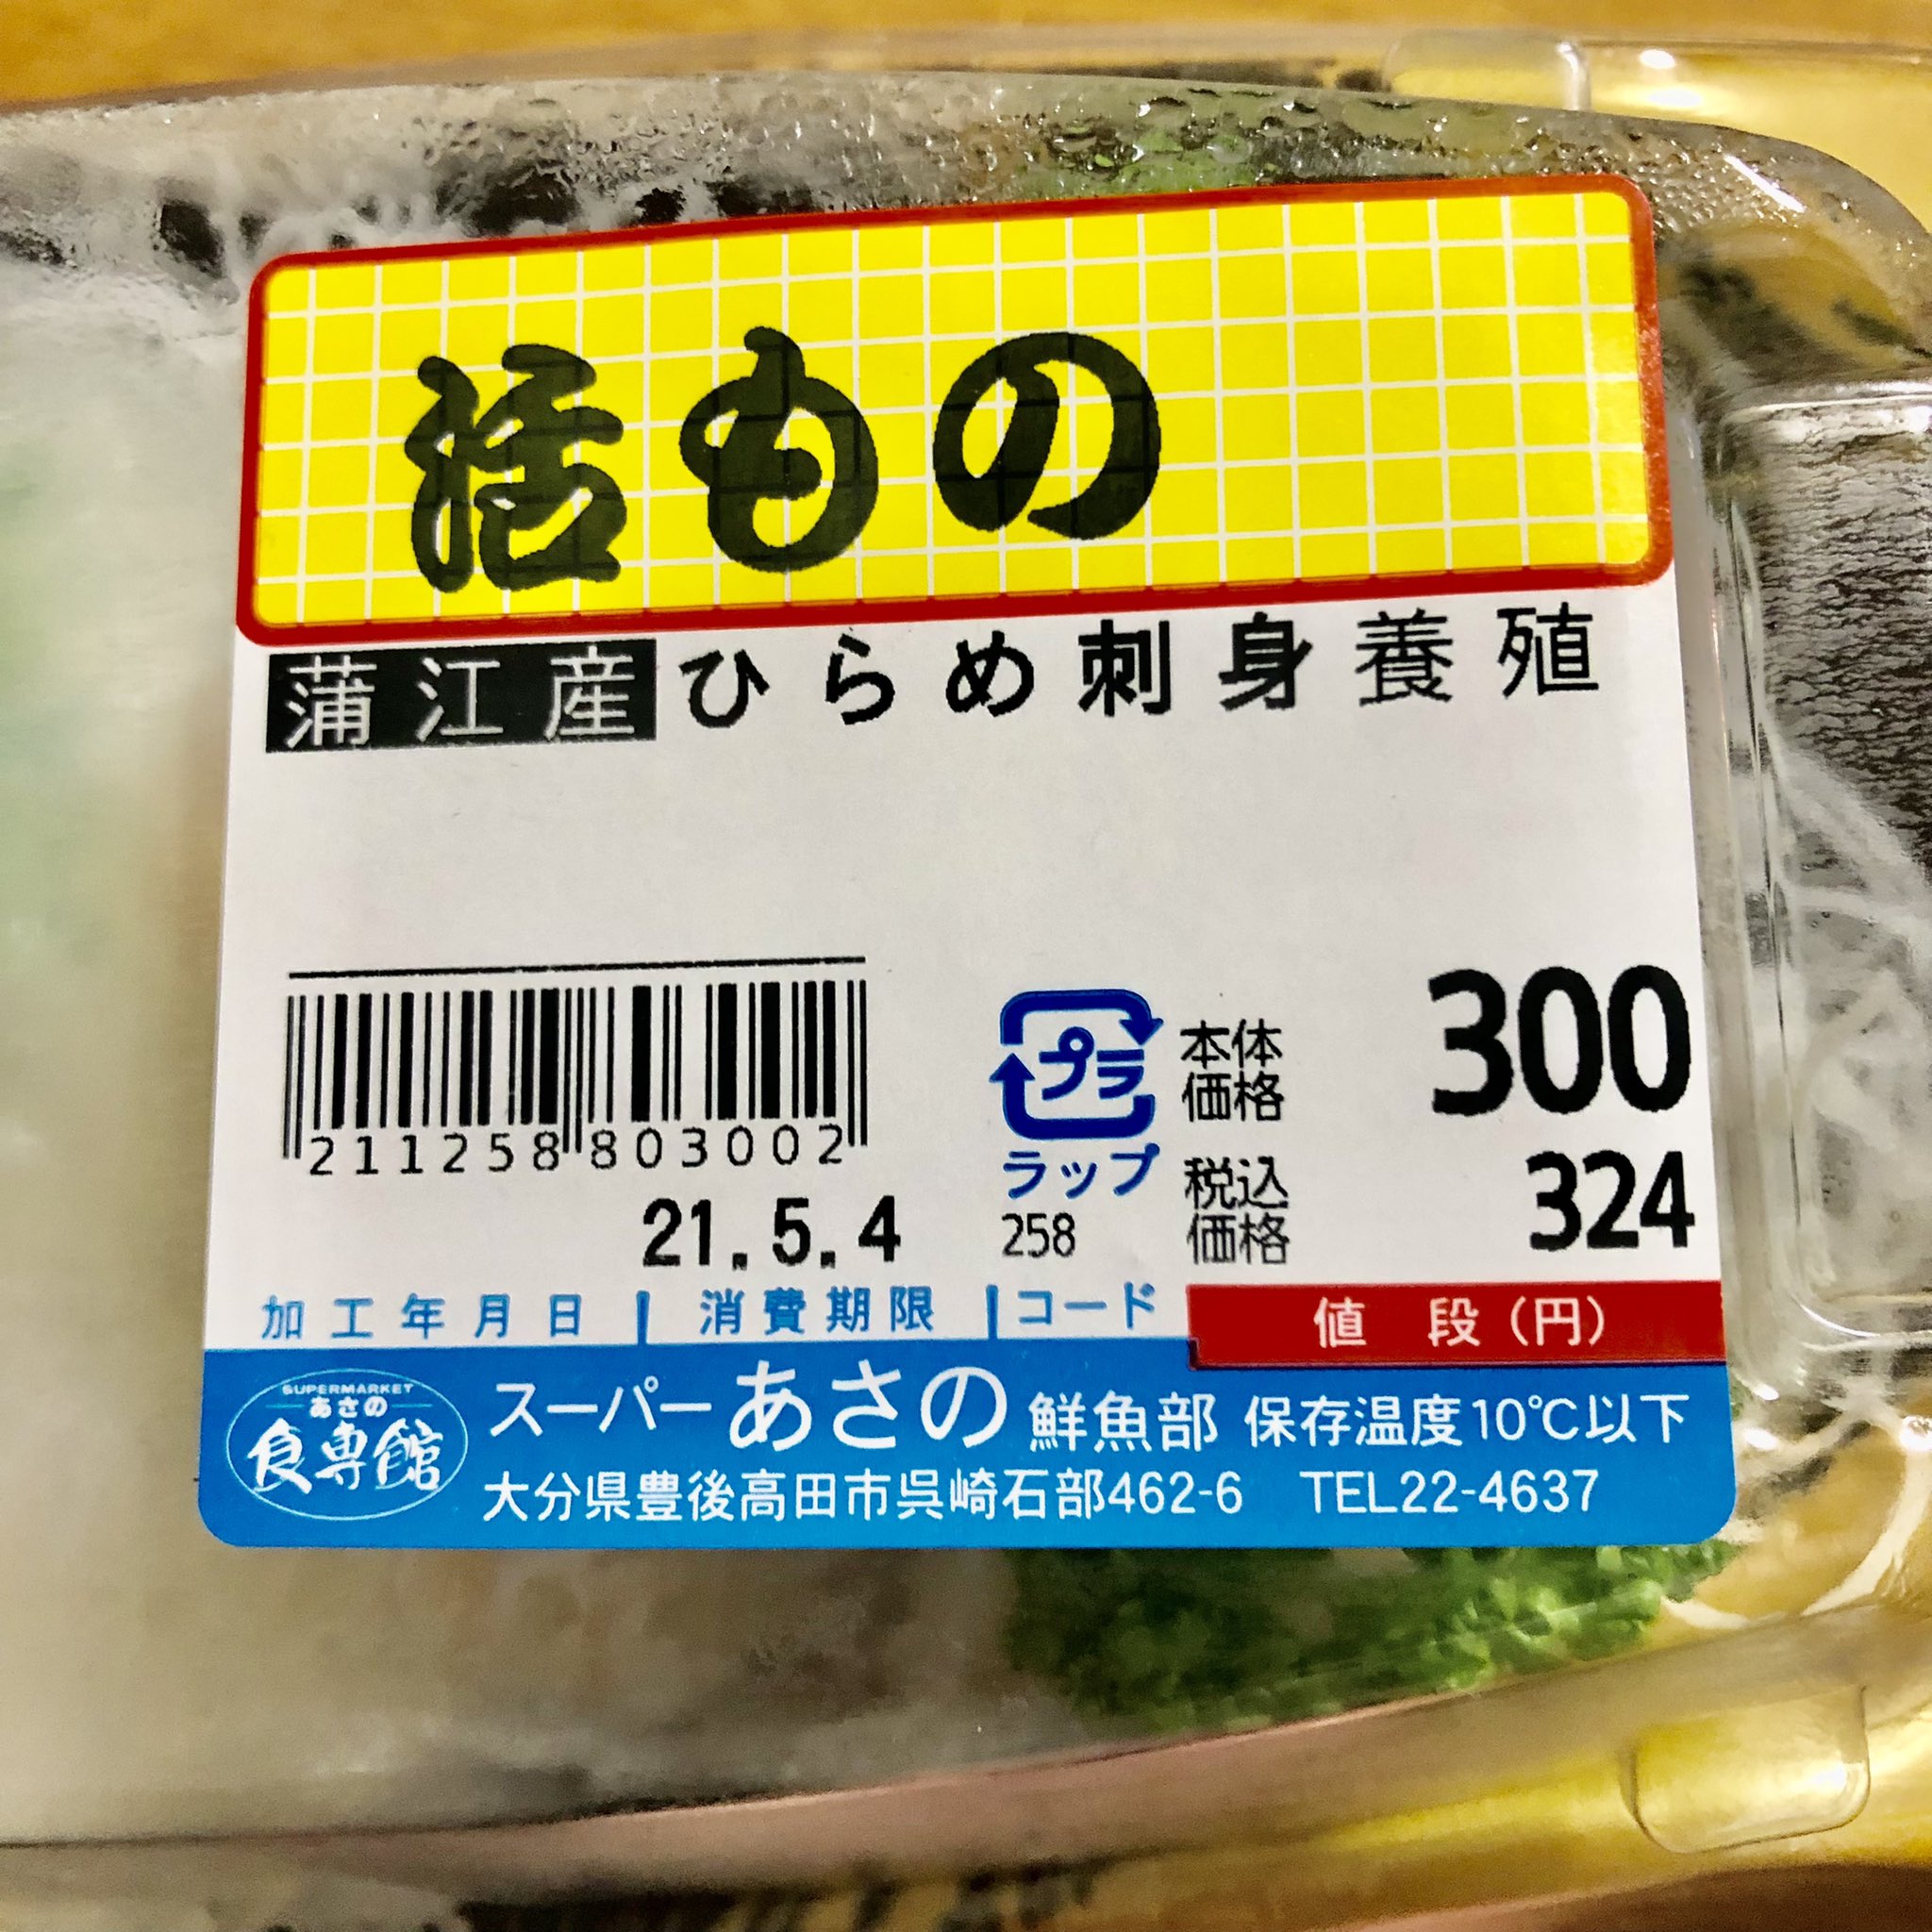 活もの
蒲江産ひらめ刺身養殖
211258803002
プラ
ラップ
258
本体
価格
300
税込
価格
324
21.5.4
加工年月日 消費期限 コード
値段(円)
SUPERMARKET
あさの
食専館
スーパーあさの鮮魚部 保存温度10℃以下
大分県豊後高田市呉崎石部462-6 TEL22-4637